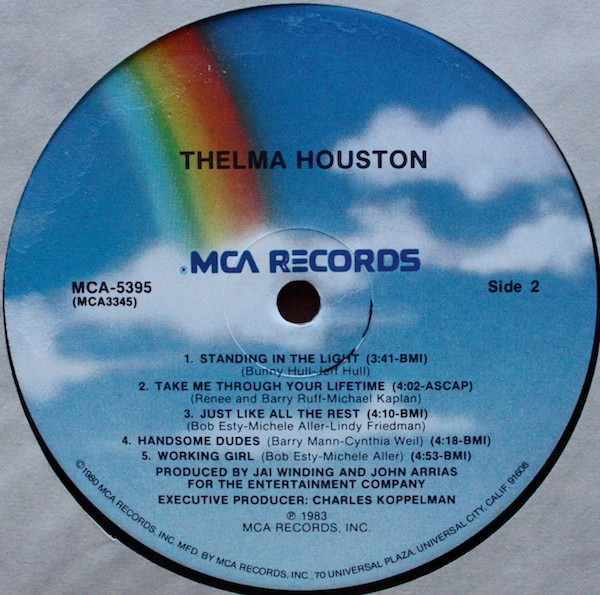 THELMA HOUSTON
®MCA RECORDS
MCA-5395
(MCA3345)
Side 2
1. STANDING IN THE LIGHT (3:41-BMI)
(Bunny Hull-Jeff Hull)
2. TAKE ME THROUGH YOUR LIFETIME (4:02-ASCAP)
(Renee and Barry Ruff-Michael Kaplan)
3. JUST LIKE ALL THE REST (4:10-BMI)
(Bob Esty-Michele Aller-Lindy Friedman)
4. HANDSOME DUDES (Barry Mann-Cynthia Weil) (4:18-BMI)
5. WORKING GIRL (Bob Esty-Michele Aller) (4:53-BMI)
PRODUCED BY JAI WINDING AND JOHN ARRIAS
FOR THE ENTERTAINMENT COMPANY
EXECUTIVE PRODUCER: CHARLES KOPPELMAN
℗ 1983
MCA RECORDS, INC.
©1980 MCA RECORDS, INC. MFD. BY MCA RECORDS, INC., 70 UNIVERSAL PLAZA, UNIVERSAL CITY, CALIF. 91608